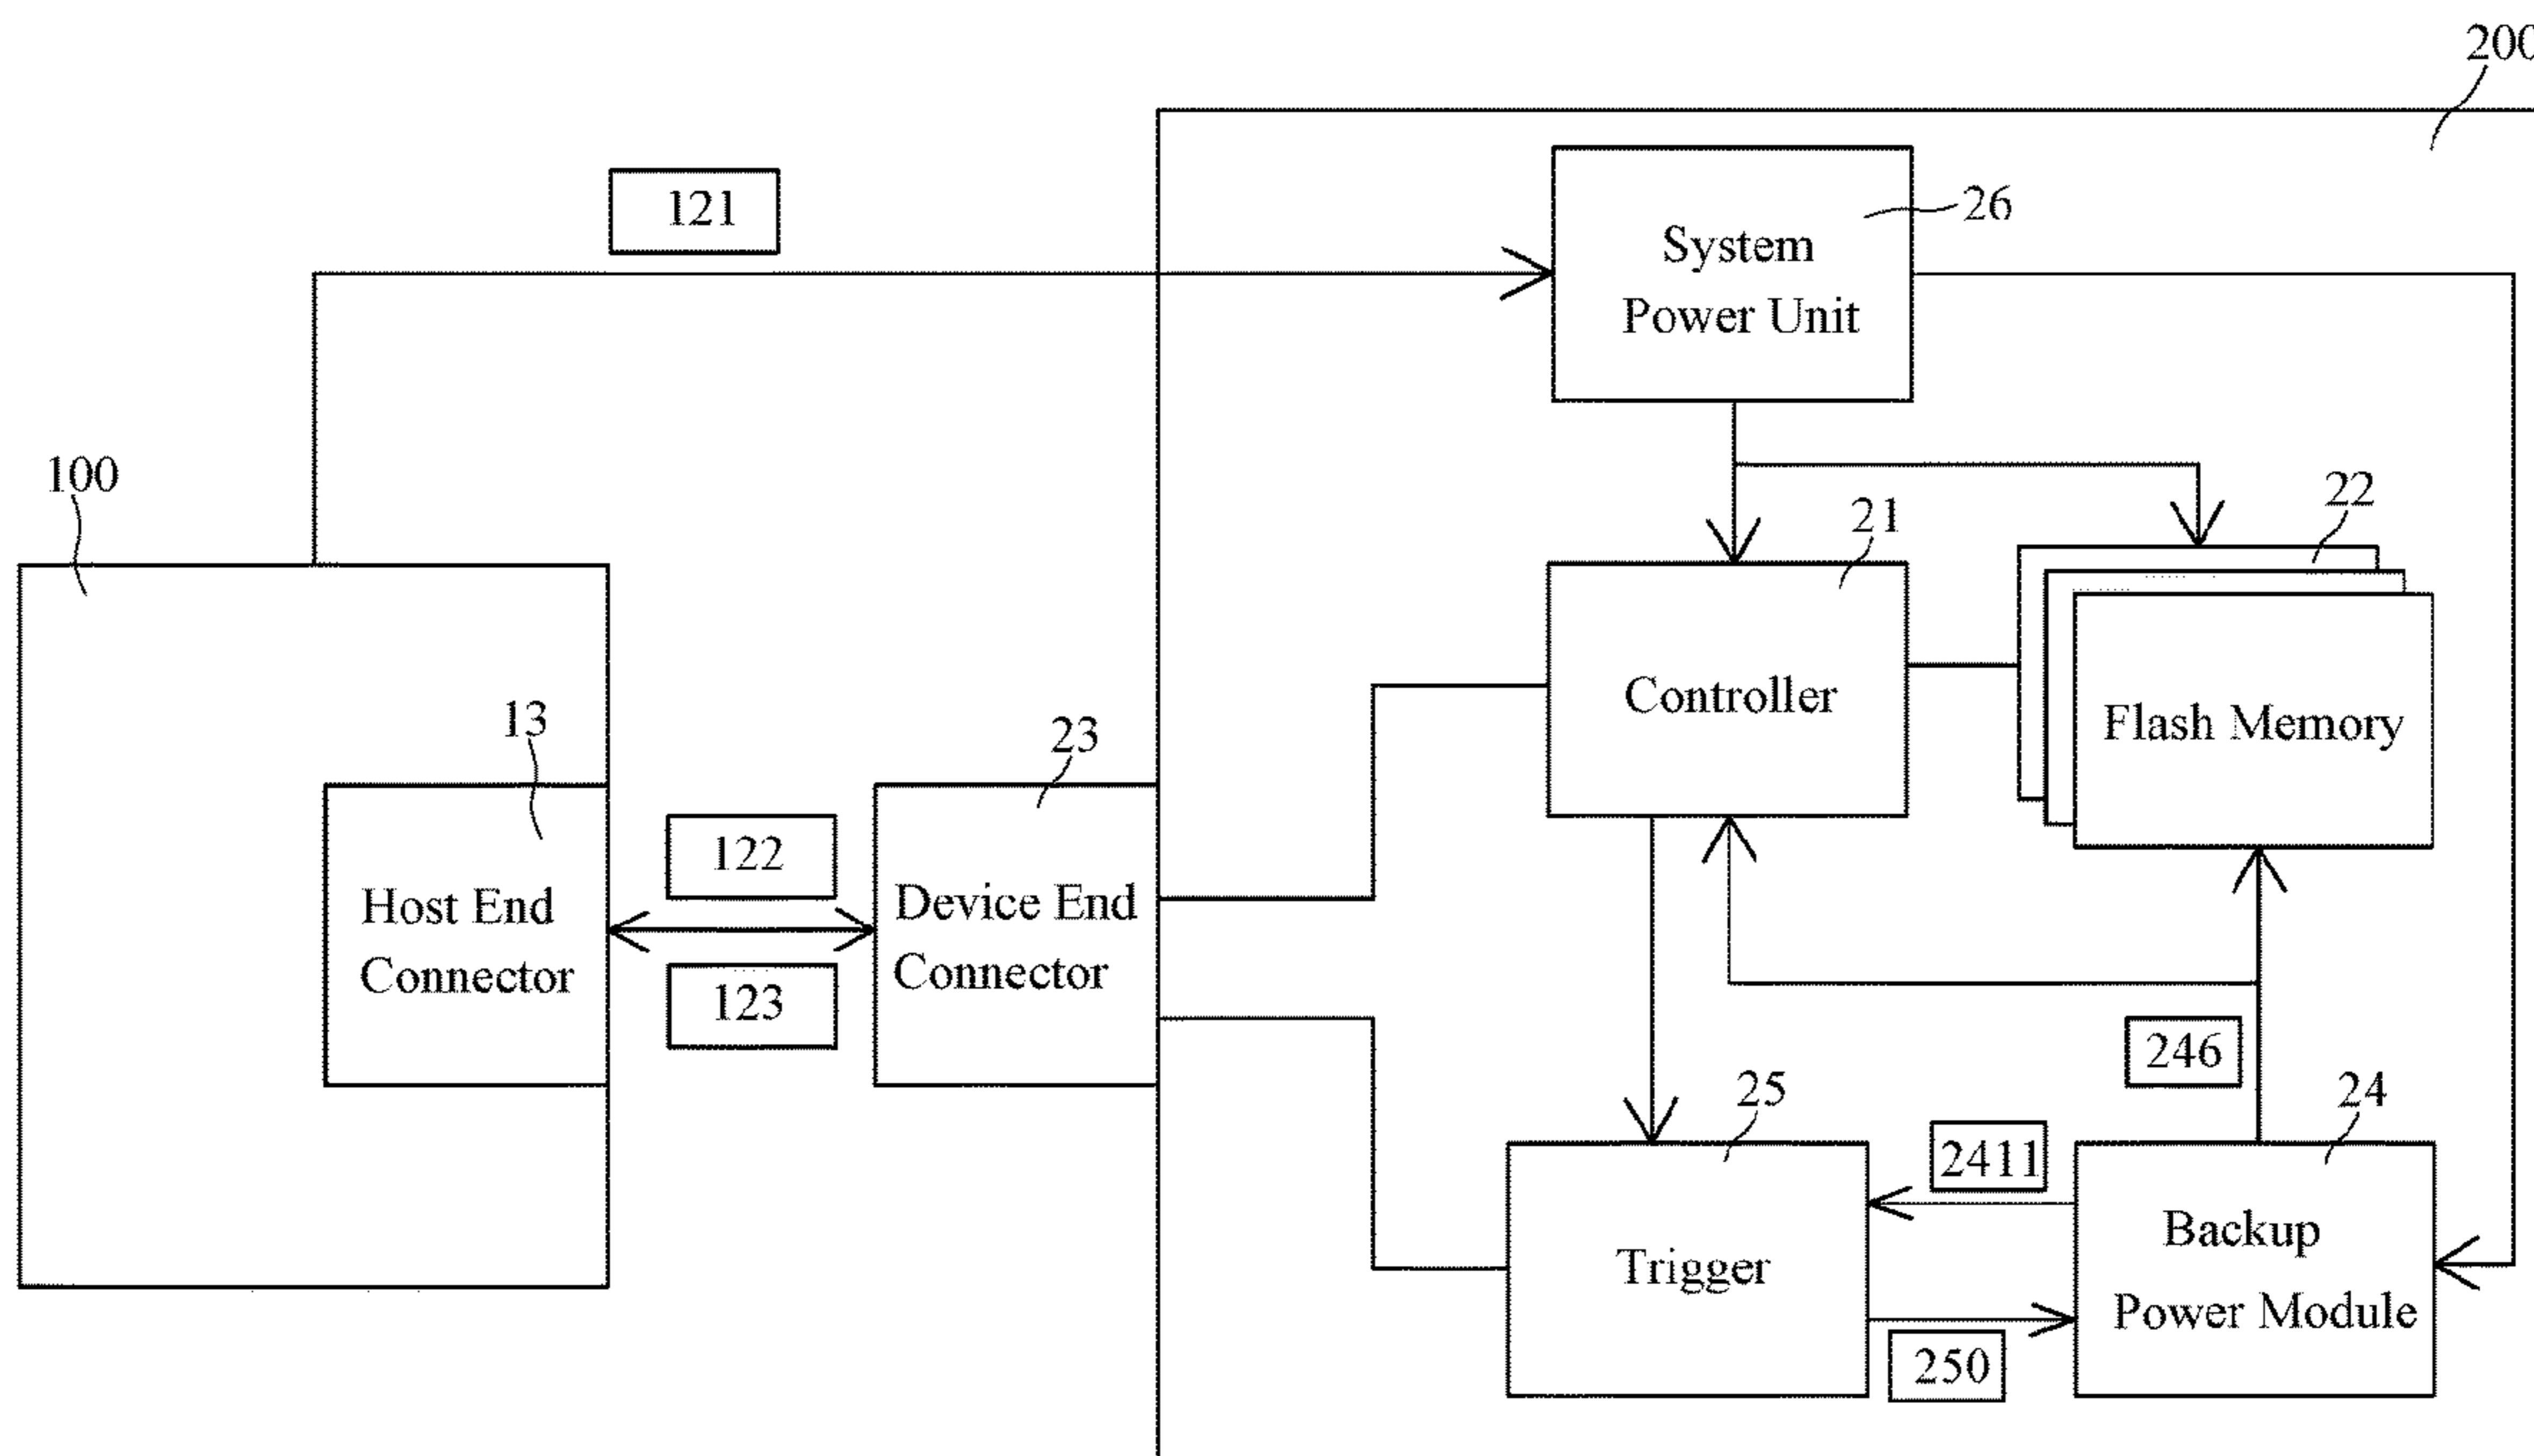 200
121
26
System
Power Unit
100
22
21
13
23
Controller
Flash Memory
122
Host End
Connector
Device End
Connector
123
246
25
24
2411
Trigger
Backup
Power Module
250